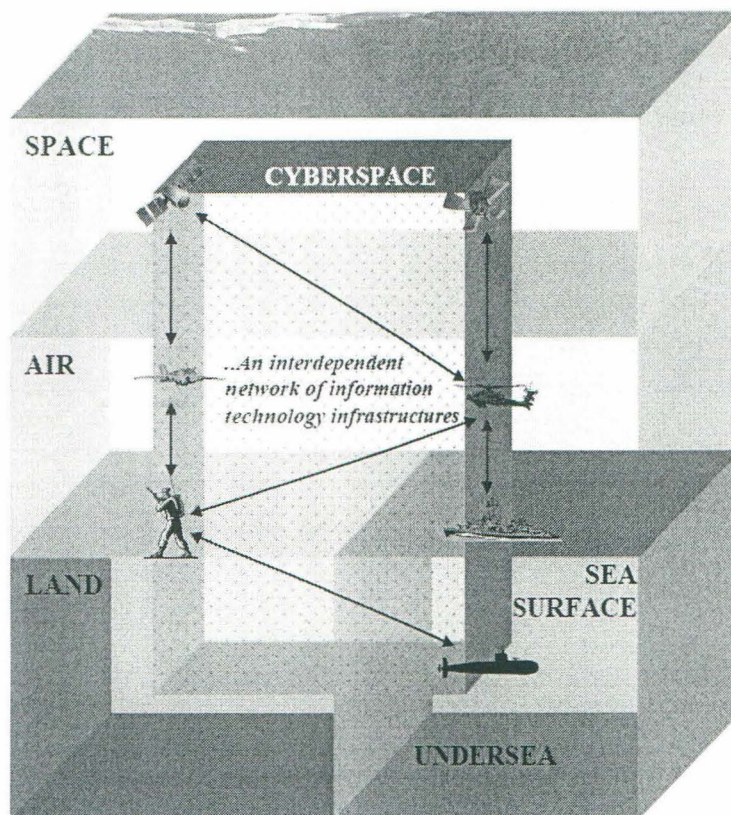 SPACE
CYBERSPACE
AIR
..An interdependent
network of information
technology infrastructures
LAND
SEA
SURFACE
UNDERSEA